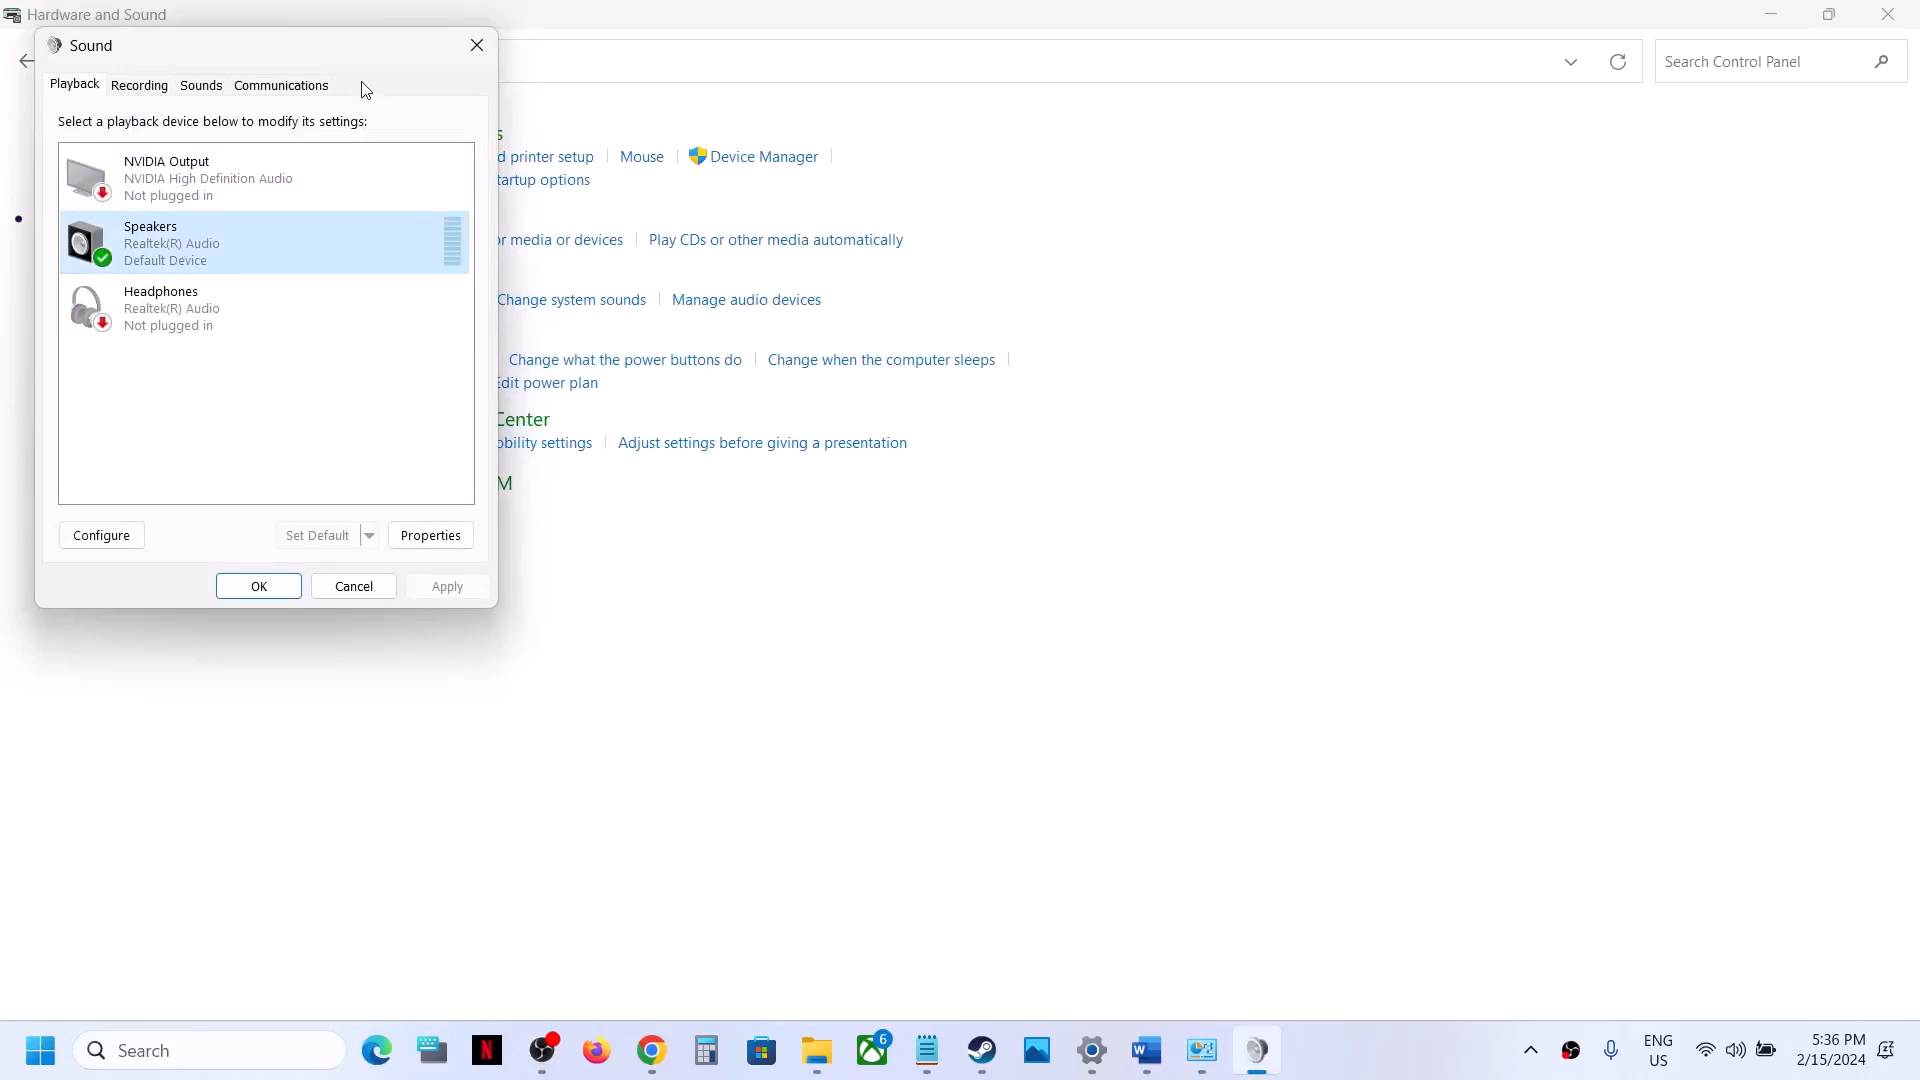 Hardware and Sound
Sound
Search Control Panel
Playback Recording Sounds Communications
Select a playback device below to modify its settings:
NVIDIA Output
NVIDIA High Definition Audio
Not plugged in
Speakers
Realtek(R) Audio
Default Device
Headphones
Realtek(R) Audio
Not plugged in
Configure Set Default Properties
OK Cancel Apply
s
d printer setup Mouse Device Manager
tartup options
or media or devices Play CDs or other media automatically
Change system sounds Manage audio devices
Change what the power buttons do Change when the computer sleeps
Edit power plan
Center
obility settings Adjust settings before giving a presentation
M
Search
N
6
W
ENG
US
5:36 PM
2/15/2024